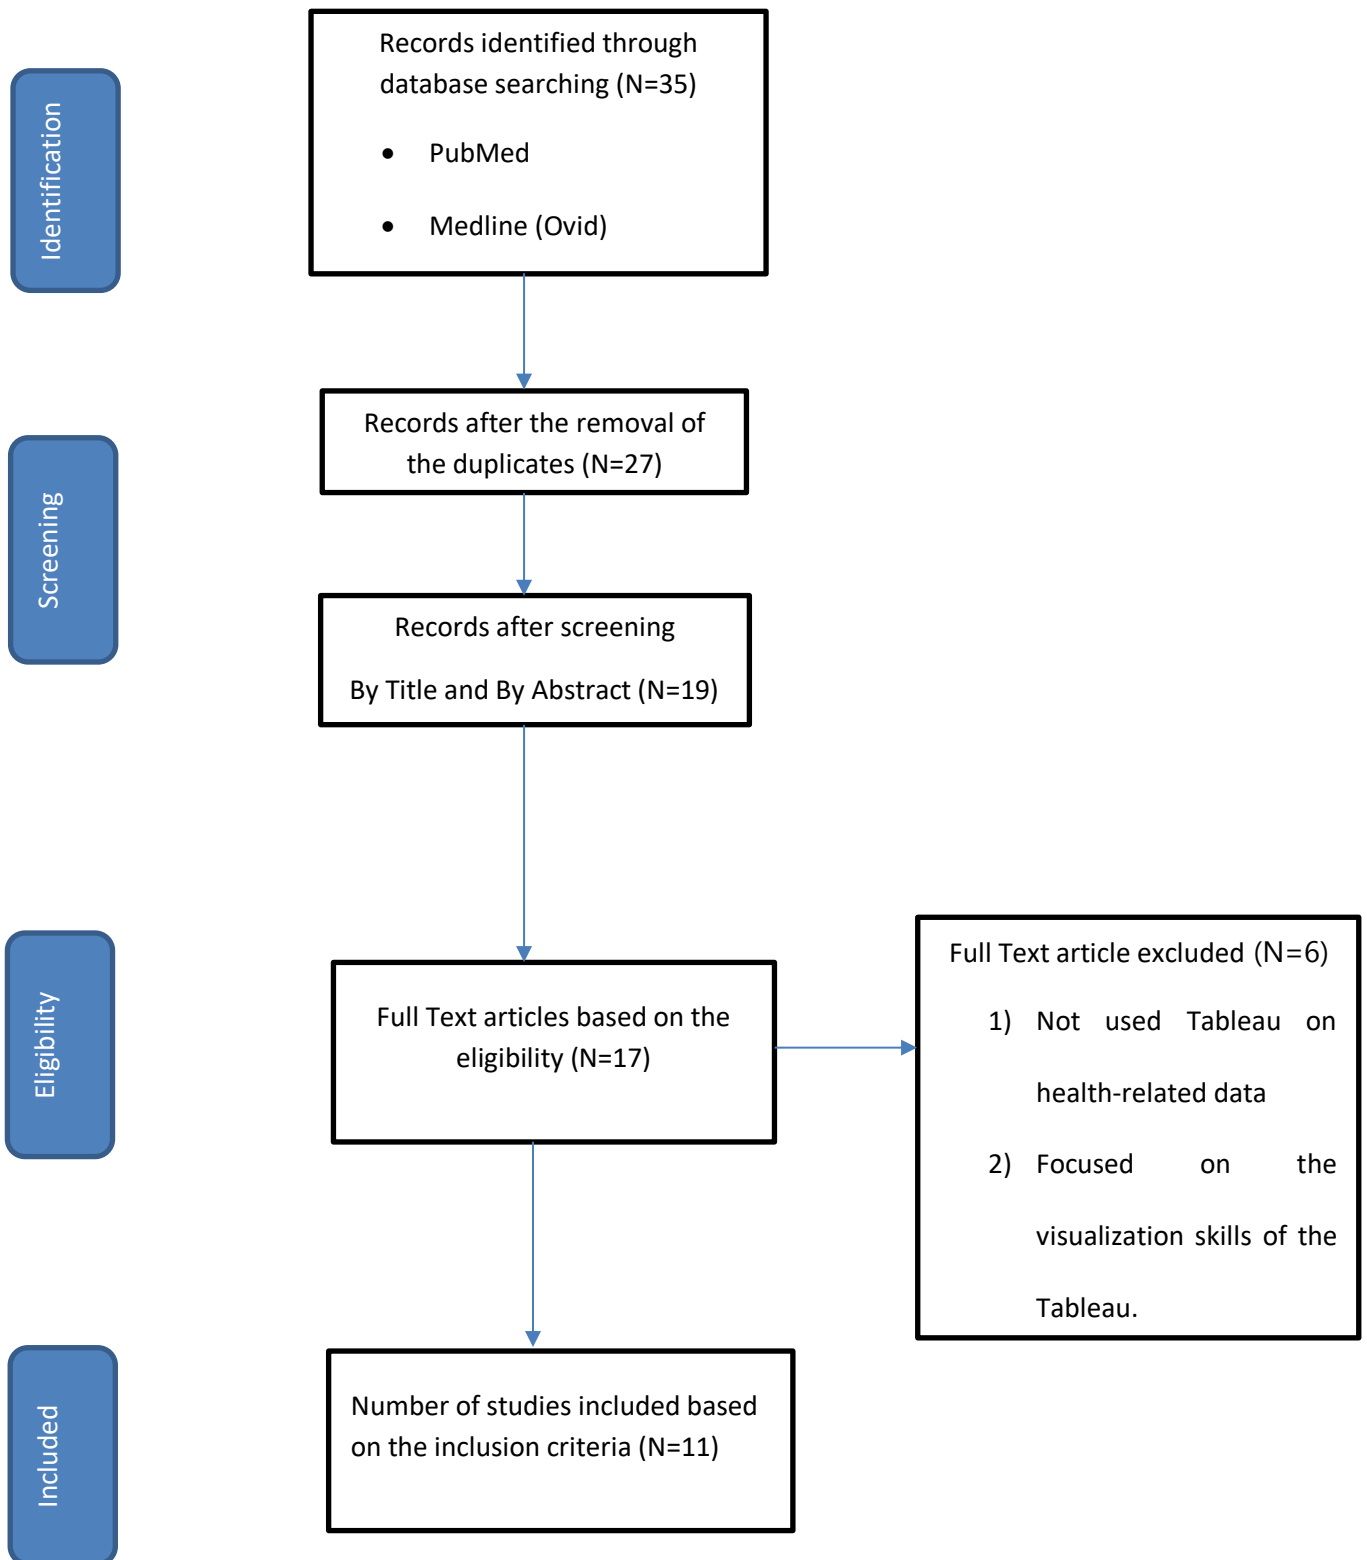 Identification
Records identified through
database searching (N=35)
• PubMed
• Medline (Ovid)
Screening
Records after the removal of
the duplicates (N=27)
Records after screening
By Title and By Abstract (N=19)
Eligibility
Full Text articles based on the
eligibility (N=17)
Full Text article excluded (N=6)
1) Not used Tableau on
health-related data
2) Focused on the
visualization skills of the
Tableau.
Included
Number of studies included based
on the inclusion criteria (N=11)